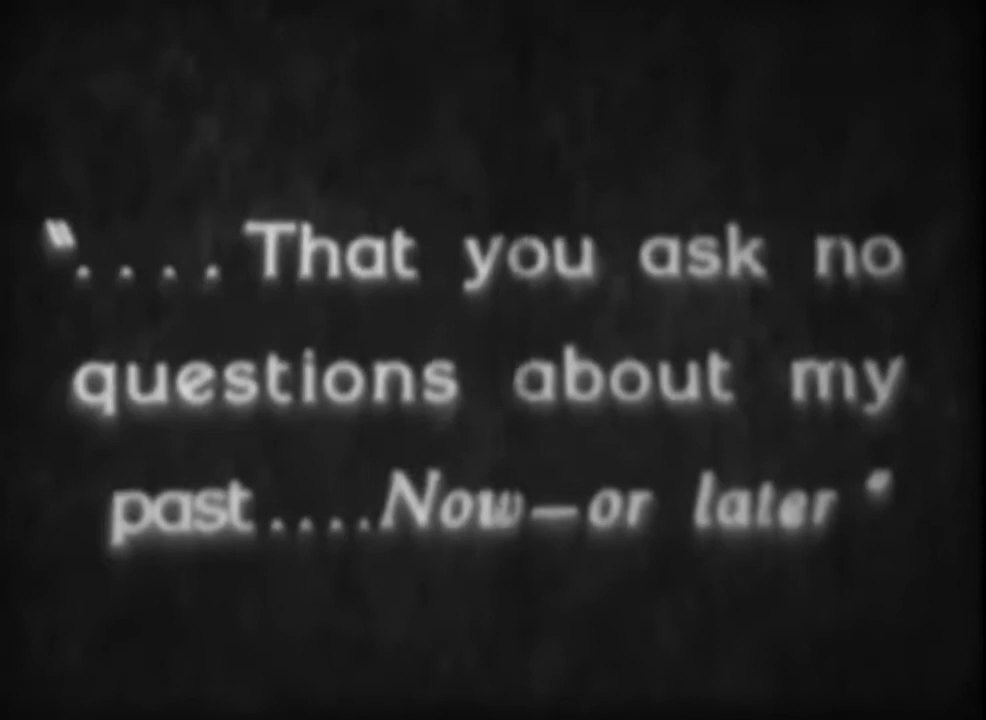 “....That you ask no
questions about my
past....Now—or later”